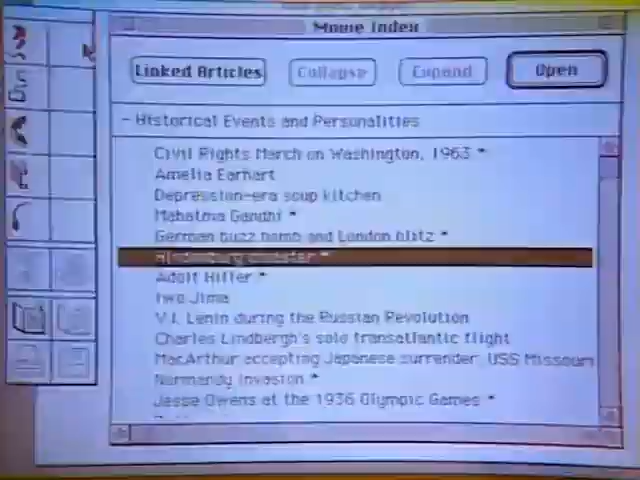 Movie Index
Linked Articles
Collapse
Expand
Open
- Historical Events and Personalities
Civil Rights March on Washington, 1963 *
Amelia Earhart
Depression-era soup kitchen
Mahatma Gandhi *
German buzz bomb and London blitz *
Hindenburg disaster *
Adolf Hitler *
Iwo Jima
V.I. Lenin during the Russian Revolution
Charles Lindbergh's solo transatlantic flight
MacArthur accepting Japanese surrender, USS Missouri
Normandy invasion *
Jesse Owens at the 1936 Olympic Games *